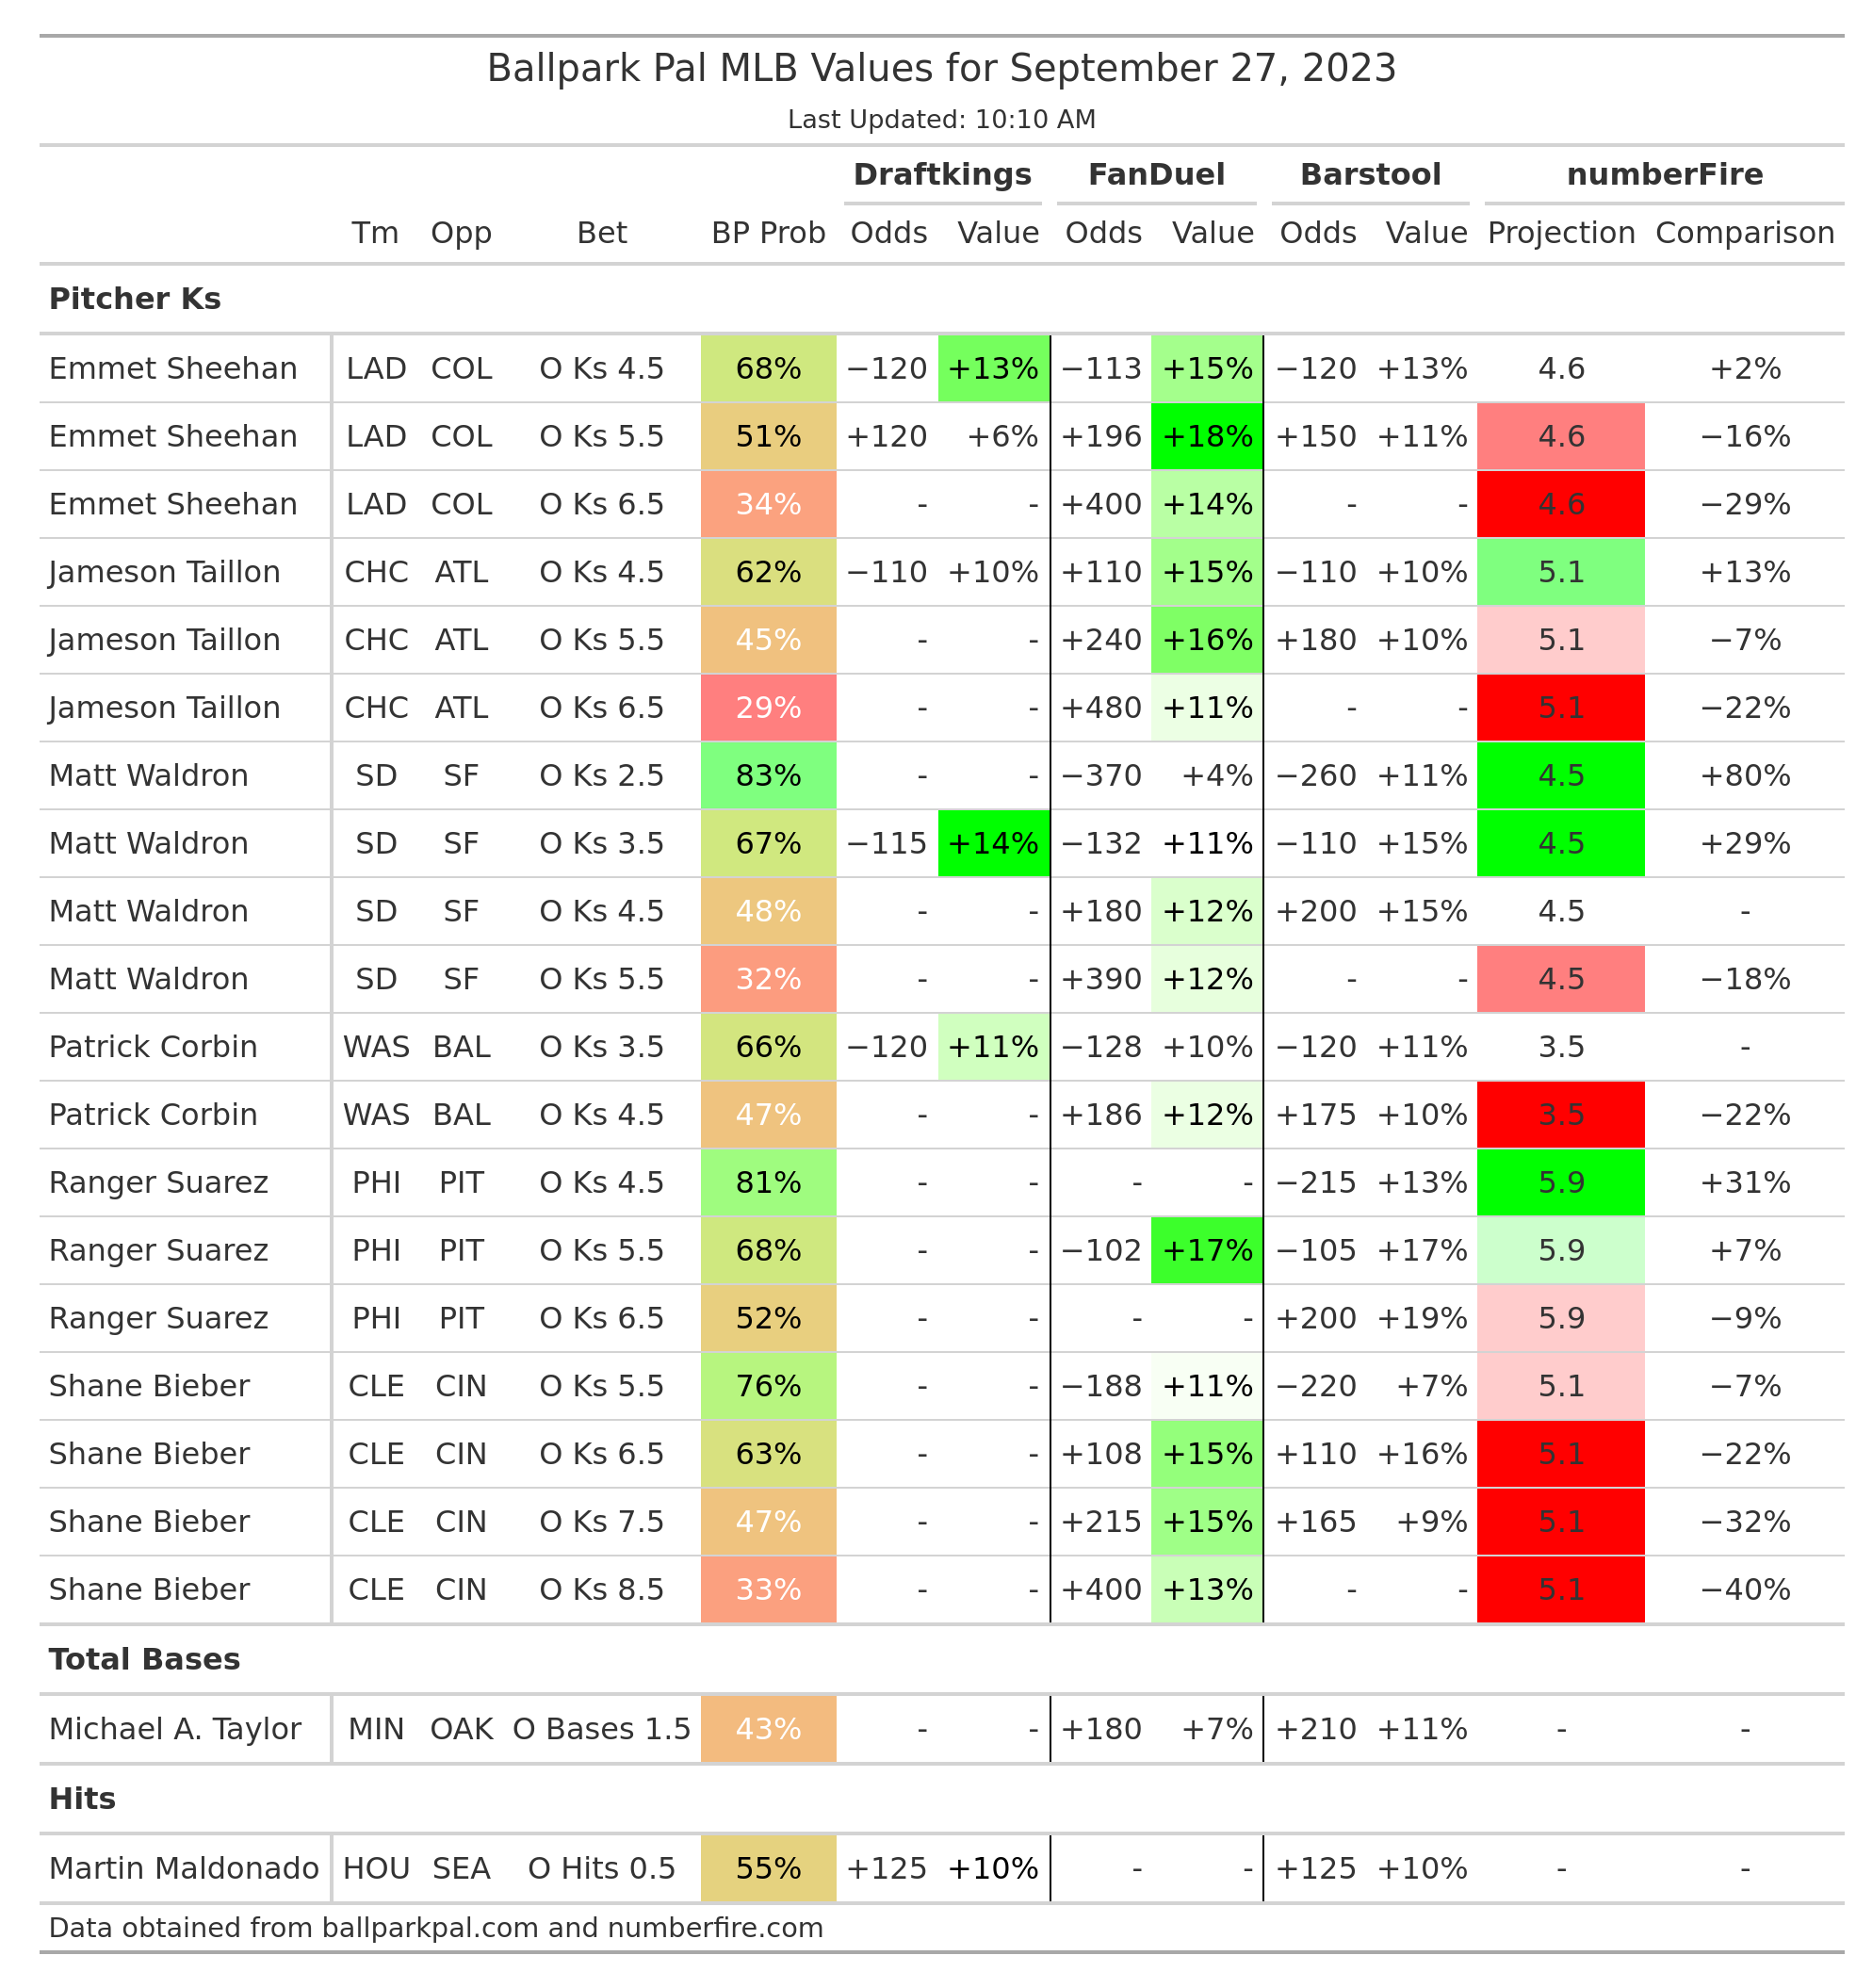 Ballpark Pal MLB Values for September 27, 2023
Last Updated: 10:10 AM
Draftkings FanDuel Barstool numberFire
Tm Opp Bet BP Prob Odds Value Odds Value Odds Value Projection Comparison
Pitcher Ks
Emmet Sheehan LAD COL O Ks 4.5 68% −120 +13% −113 +15% −120 +13% 4.6 +2%
Emmet Sheehan LAD COL O Ks 5.5 51% +120 +6% +196 +18% +150 +11% 4.6 −16%
Emmet Sheehan LAD COL O Ks 6.5 34% - - +400 +14% - - 4.6 −29%
Jameson Taillon CHC ATL O Ks 4.5 62% −110 +10% +110 +15% −110 +10% 5.1 +13%
Jameson Taillon CHC ATL O Ks 5.5 45% - - +240 +16% +180 +10% 5.1 −7%
Jameson Taillon CHC ATL O Ks 6.5 29% - - +480 +11% - - 5.1 −22%
Matt Waldron SD SF O Ks 2.5 83% - - −370 +4% −260 +11% 4.5 +80%
Matt Waldron SD SF O Ks 3.5 67% −115 +14% −132 +11% −110 +15% 4.5 +29%
Matt Waldron SD SF O Ks 4.5 48% - - +180 +12% +200 +15% 4.5 -
Matt Waldron SD SF O Ks 5.5 32% - - +390 +12% - - 4.5 −18%
Patrick Corbin WAS BAL O Ks 3.5 66% −120 +11% −128 +10% −120 +11% 3.5 -
Patrick Corbin WAS BAL O Ks 4.5 47% - - +186 +12% +175 +10% 3.5 −22%
Ranger Suarez PHI PIT O Ks 4.5 81% - - - - −215 +13% 5.9 +31%
Ranger Suarez PHI PIT O Ks 5.5 68% - - −102 +17% −105 +17% 5.9 +7%
Ranger Suarez PHI PIT O Ks 6.5 52% - - - - +200 +19% 5.9 −9%
Shane Bieber CLE CIN O Ks 5.5 76% - - −188 +11% −220 +7% 5.1 −7%
Shane Bieber CLE CIN O Ks 6.5 63% - - +108 +15% +110 +16% 5.1 −22%
Shane Bieber CLE CIN O Ks 7.5 47% - - +215 +15% +165 +9% 5.1 −32%
Shane Bieber CLE CIN O Ks 8.5 33% - - +400 +13% - - 5.1 −40%
Total Bases
Michael A. Taylor MIN OAK O Bases 1.5 43% - - +180 +7% +210 +11% - -
Hits
Martin Maldonado HOU SEA O Hits 0.5 55% +125 +10% - - +125 +10% - -
Data obtained from ballparkpal.com and numberfire.com